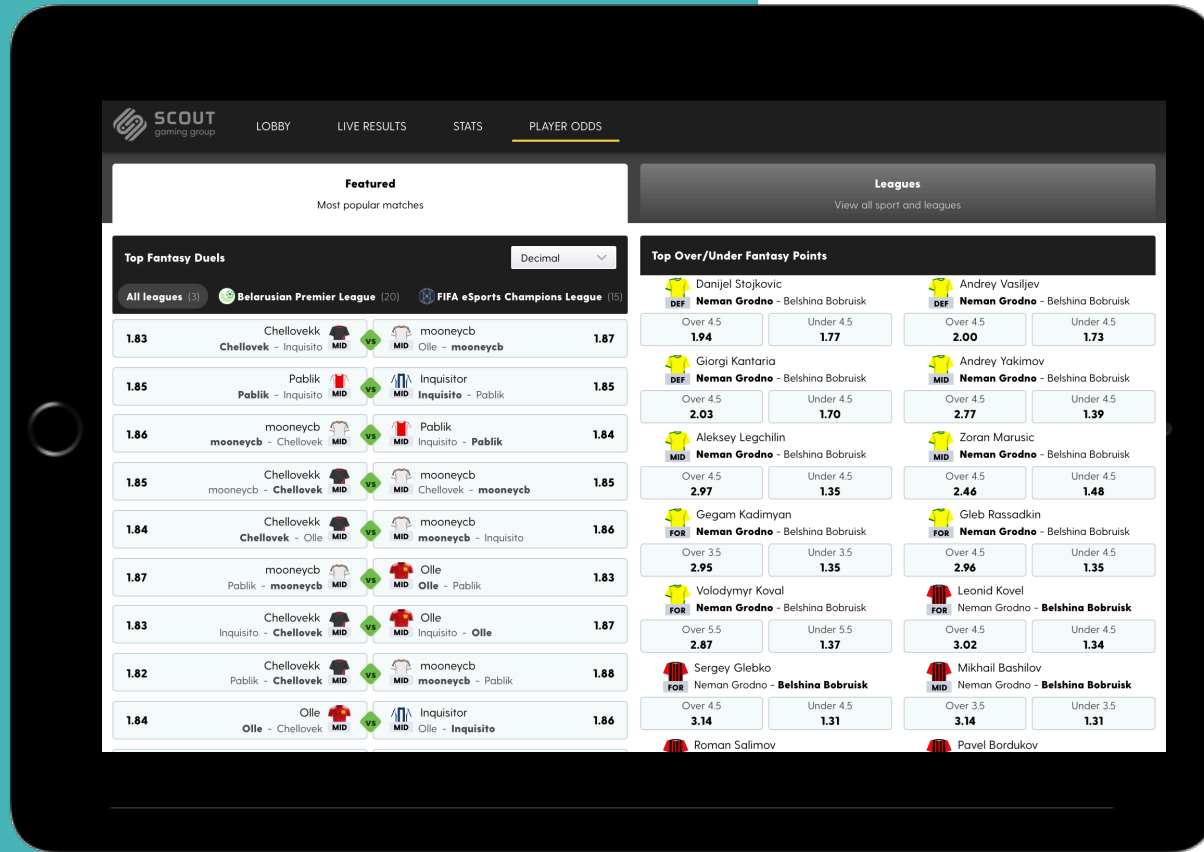 SCOUT
gaming group
LOBBY
LIVE RESULTS
STATS
PLAYER ODDS
Featured
Most popular matches
Leagues
View all sport and leagues
Top Fantasy Duels
Decimal
All leagues (3)
Belarusian Premier League (20)
FIFA eSports Champions League (15)
1.83 Chellovekk MID vs MID mooneycb 1.87
Chellovek - Inquisito Olle - mooneycb
1.85 Pablik MID vs MID Inquisitor 1.85
Pablik - Inquisito Inquisito - Pablik
1.86 mooneycb MID vs MID Pablik 1.84
mooneycb - Chellovek Inquisito - Pablik
1.85 Chellovekk MID vs MID mooneycb 1.85
mooneycb - Chellovek Chellovek - mooneycb
1.84 Chellovekk MID vs MID mooneycb 1.86
Chellovek - Olle mooneycb - Inquisito
1.87 mooneycb MID vs MID Olle 1.83
Pablik - mooneycb Olle - Pablik
1.83 Chellovekk MID vs MID Olle 1.87
Inquisito - Chellovek Inquisito - Olle
1.82 Chellovekk MID vs MID mooneycb 1.88
Pablik - Chellovek mooneycb - Pablik
1.84 Olle MID vs MID Inquisitor 1.86
Olle - Chellovek Olle - Inquisito
Top Over/Under Fantasy Points
Danijel Stojkovic
DEF Neman Grodno - Belshina Bobruisk
Over 4.5 Under 4.5
1.94 1.77
Andrey Vasiljev
DEF Neman Grodno - Belshina Bobruisk
Over 4.5 Under 4.5
2.00 1.73
Giorgi Kantaria
DEF Neman Grodno - Belshina Bobruisk
Over 4.5 Under 4.5
2.03 1.70
Andrey Yakimov
MID Neman Grodno - Belshina Bobruisk
Over 4.5 Under 4.5
2.77 1.39
Aleksey Legchilin
MID Neman Grodno - Belshina Bobruisk
Over 4.5 Under 4.5
2.97 1.35
Zoran Marusic
MID Neman Grodno - Belshina Bobruisk
Over 4.5 Under 4.5
2.46 1.48
Gegam Kadimyan
FOR Neman Grodno - Belshina Bobruisk
Over 3.5 Under 3.5
2.95 1.35
Gleb Rassadkin
FOR Neman Grodno - Belshina Bobruisk
Over 4.5 Under 4.5
2.96 1.35
Volodymyr Koval
FOR Neman Grodno - Belshina Bobruisk
Over 5.5 Under 5.5
2.87 1.37
Leonid Kovel
FOR Neman Grodno - Belshina Bobruisk
Over 4.5 Under 4.5
3.02 1.34
Sergey Glebko
FOR Neman Grodno - Belshina Bobruisk
Over 4.5 Under 4.5
3.14 1.31
Mikhail Bashilov
MID Neman Grodno - Belshina Bobruisk
Over 3.5 Under 3.5
3.14 1.31
Roman Salimov
Pavel Bordukov